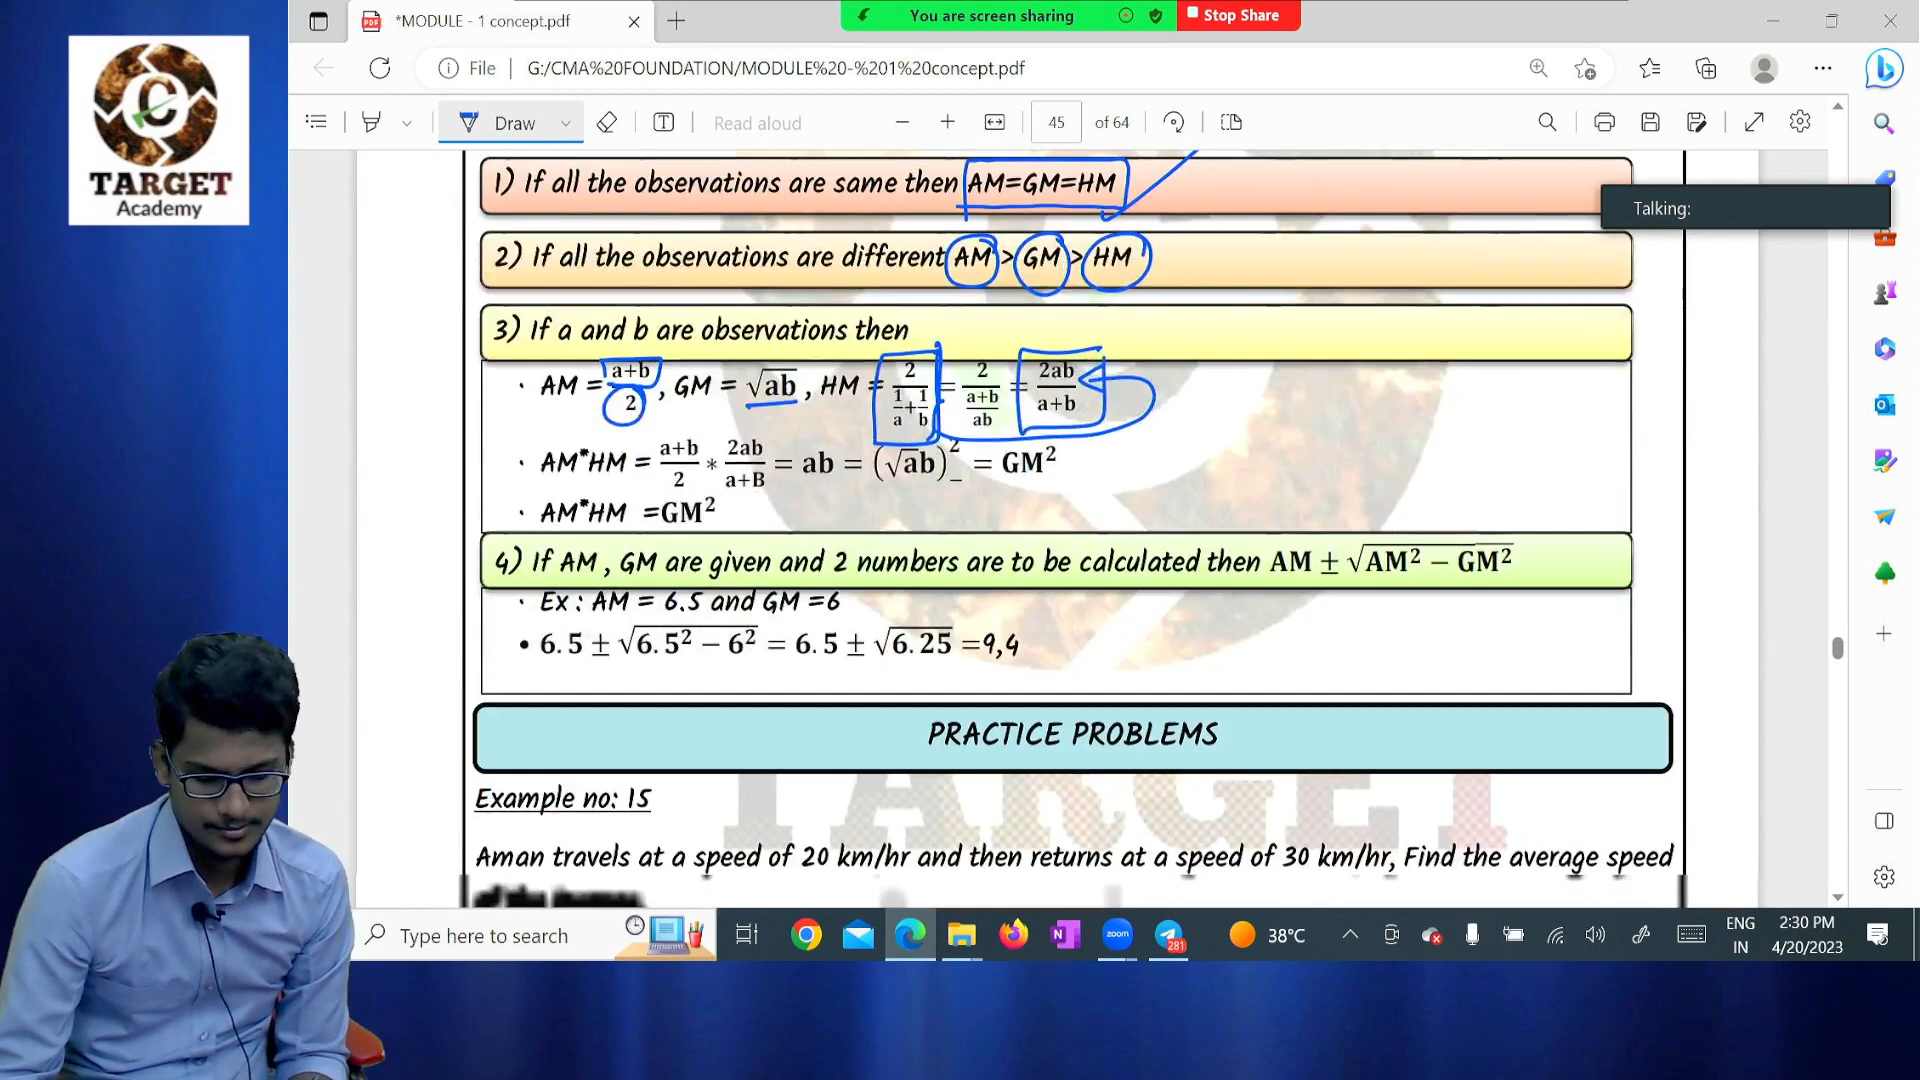 *MODULE - 1 concept.pdf
You are screen sharing
Stop Share
File
G:/CMA%20FOUNDATION/MODULE%20-%201%20concept.pdf
Draw
Read aloud
45
of 64
TARGET
Academy
Talking:
1) If all the observations are same then AM=GM=HM
2) If all the observations are different AM > GM > HM
3) If a and b are observations then
· AM = a+b/2 , GM = √ab , HM = 2/(1/a + 1/b) = 2/((a+b)/ab) = 2ab/a+b
· AM*HM = a+b/2 * 2ab/a+B = ab = (√ab)² = GM²
· AM*HM =GM²
4) If AM , GM are given and 2 numbers are to be calculated then AM ± √AM² − GM²
· Ex : AM = 6.5 and GM =6
• 6.5 ± √6.5² − 6² = 6.5 ± √6.25 =9,4
PRACTICE PROBLEMS
TARGET
Example no: 15
Aman travels at a speed of 20 km/hr and then returns at a speed of 30 km/hr, Find the average speed
Type here to search
zoom
281
38°C
ENG
IN
2:30 PM
4/20/2023